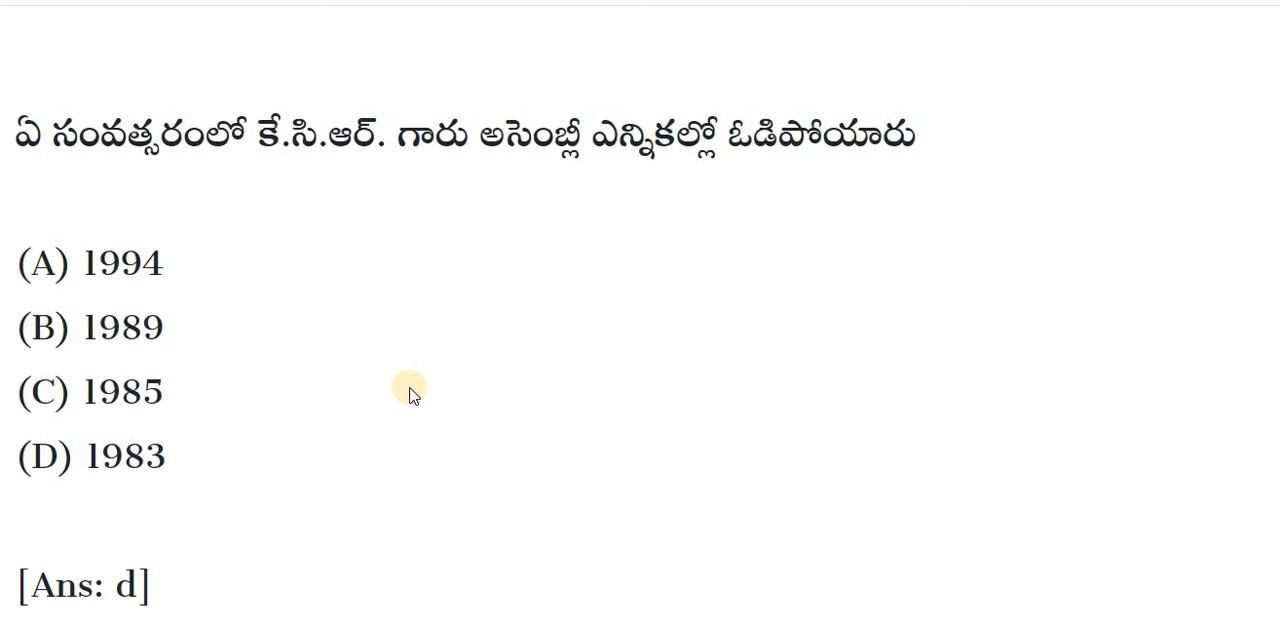 ఏ సంవత్సరంలో కే.సి.ఆర్. గారు అసెంబ్లీ ఎన్నికల్లో ఓడిపోయారు
(A) 1994
(B) 1989
(C) 1985
(D) 1983
[Ans: d]